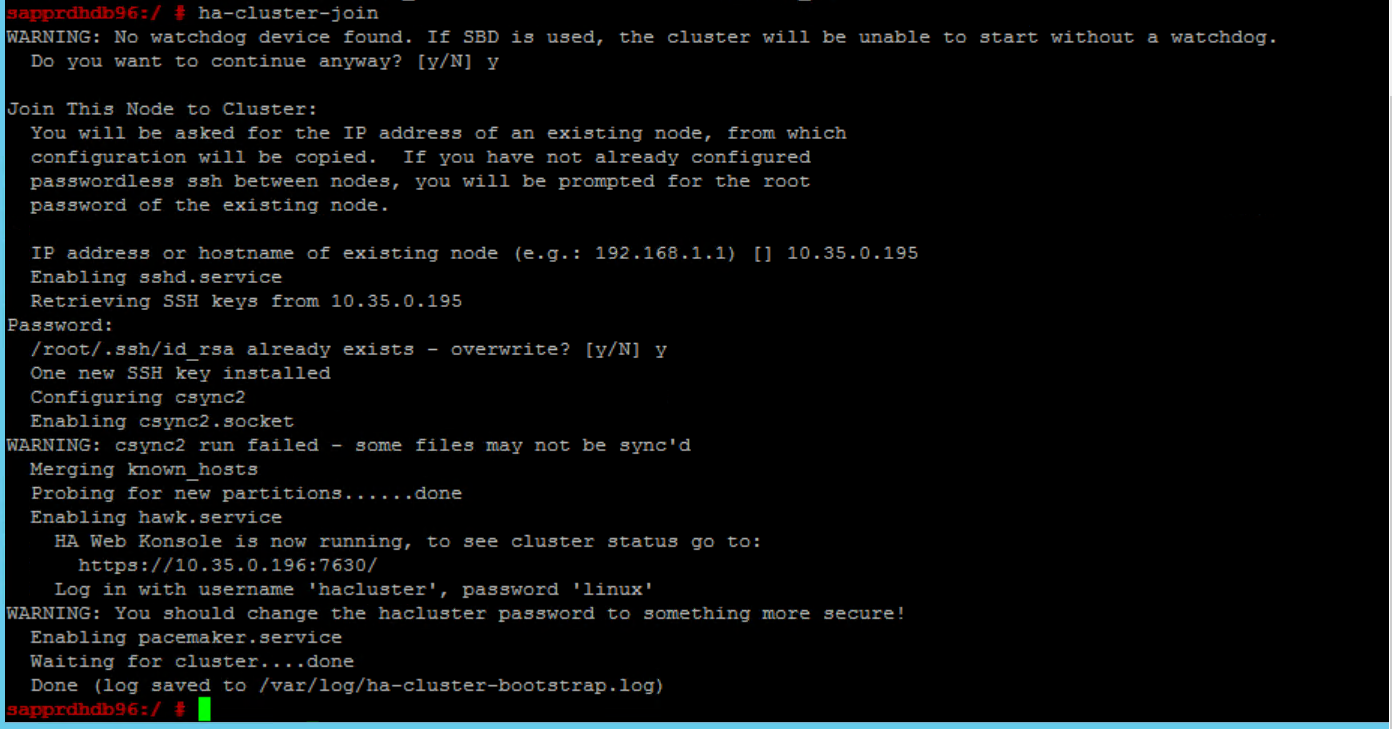 sapprdhdb96:/ # ha-cluster-join
WARNING: No watchdog device found. If SBD is used, the cluster will be unable to start without a watchdog.
Do you want to continue anyway? [y/N] y
Join This Node to Cluster:
You will be asked for the IP address of an existing node, from which
configuration will be copied.  If you have not already configured
passwordless ssh between nodes, you will be prompted for the root
password of the existing node.
IP address or hostname of existing node (e.g.: 192.168.1.1) [] 10.35.0.195
Enabling sshd.service
Retrieving SSH keys from 10.35.0.195
Password:
/root/.ssh/id_rsa already exists - overwrite? [y/N] y
One new SSH key installed
Configuring csync2
Enabling csync2.socket
WARNING: csync2 run failed - some files may not be sync'd
Merging known_hosts
Probing for new partitions......done
Enabling hawk.service
HA Web Konsole is now running, to see cluster status go to:
https://10.35.0.196:7630/
Log in with username 'hacluster', password 'linux'
WARNING: You should change the hacluster password to something more secure!
Enabling pacemaker.service
Waiting for cluster....done
Done (log saved to /var/log/ha-cluster-bootstrap.log)
sapprdhdb96:/ #